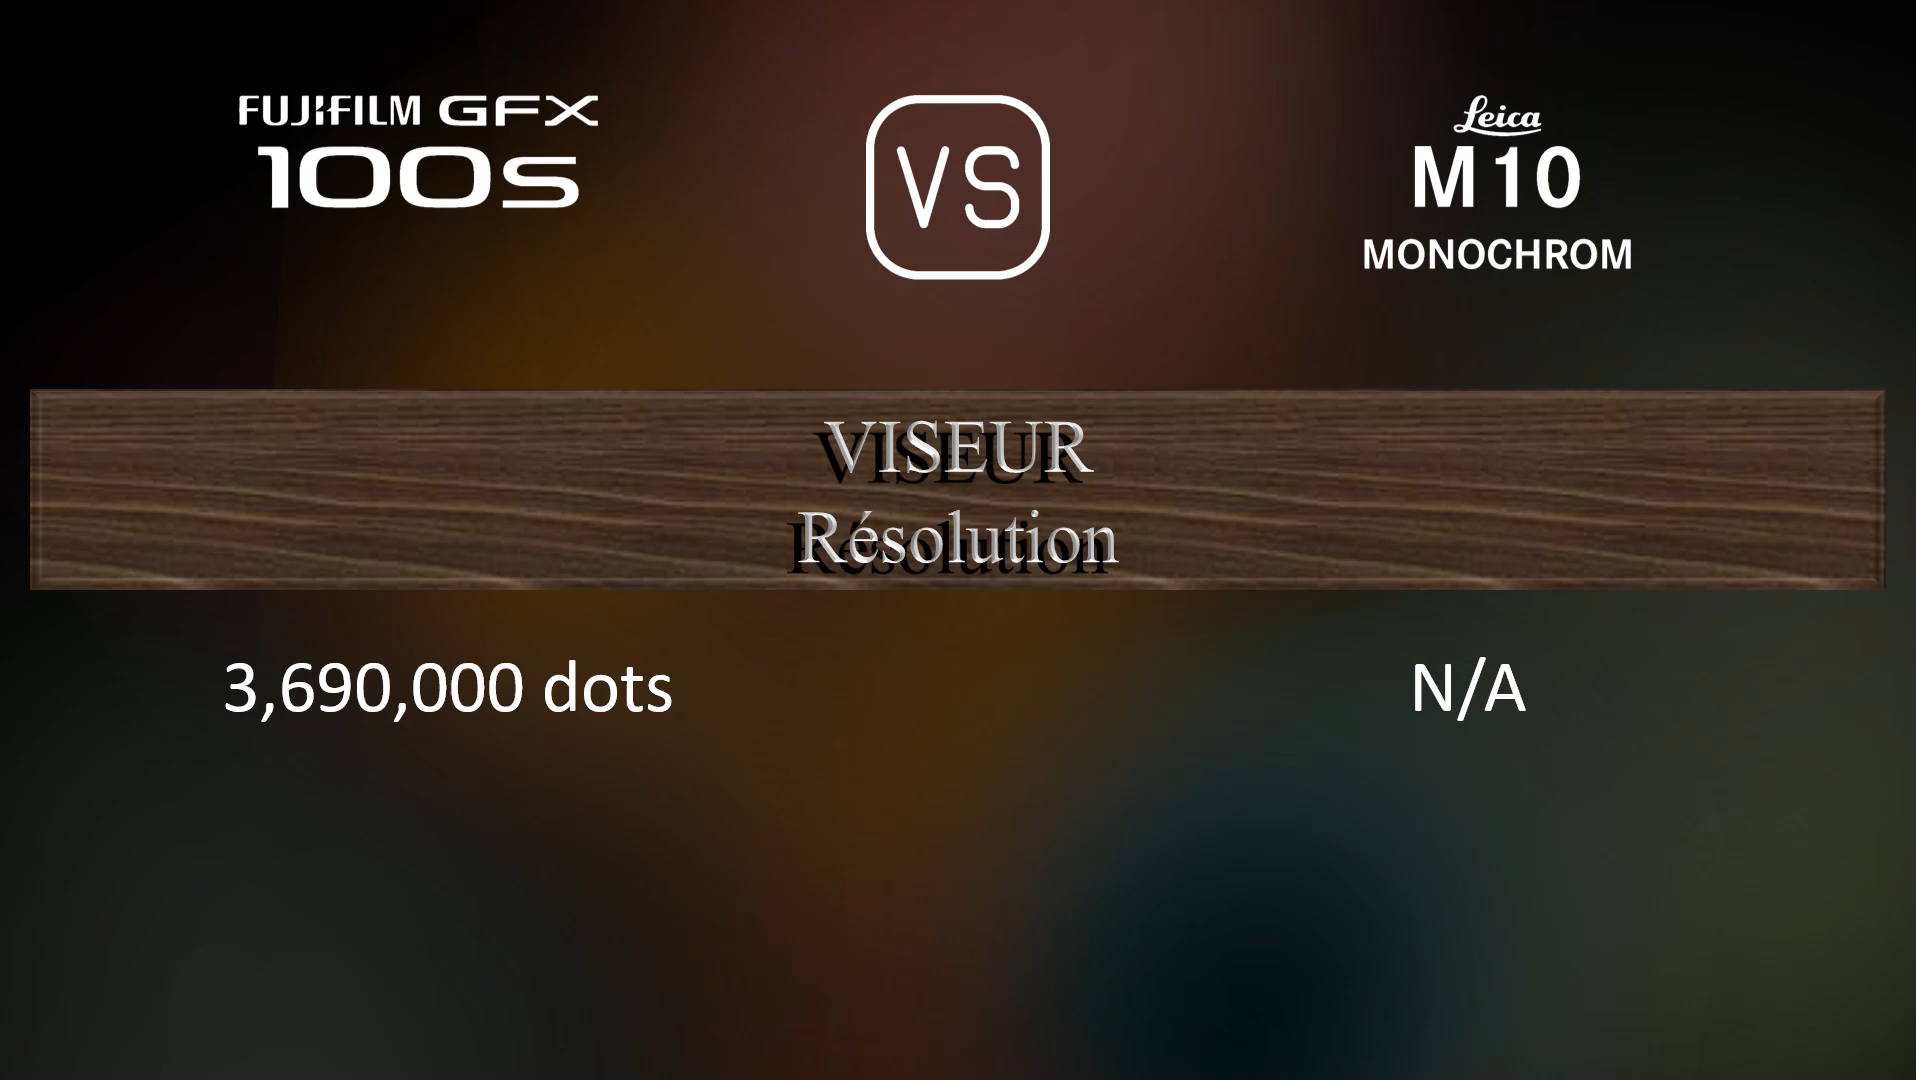 FUJIFILM GFX
100S
VS
Leica
M10
MONOCHROM
VISEUR
Résolution
3,690,000 dots
N/A